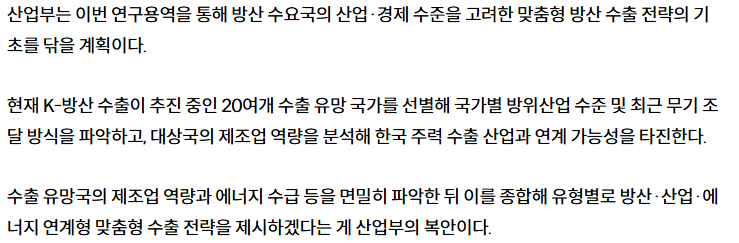 산업부는 이번 연구용역을 통해 방산 수요국의 산업·경제 수준을 고려한 맞춤형 방산 수출 전략의 기
초를 닦을 계획이다.
현재 K-방산 수출이 추진 중인 20여개 수출 유망 국가를 선별해 국가별 방위산업 수준 및 최근 무기 조
달 방식을 파악하고, 대상국의 제조업 역량을 분석해 한국 주력 수출 산업과 연계 가능성을 타진한다.
수출 유망국의 제조업 역량과 에너지 수급 등을 면밀히 파악한 뒤 이를 종합해 유형별로 방산·산업·에
너지 연계형 맞춤형 수출 전략을 제시하겠다는 게 산업부의 복안이다.